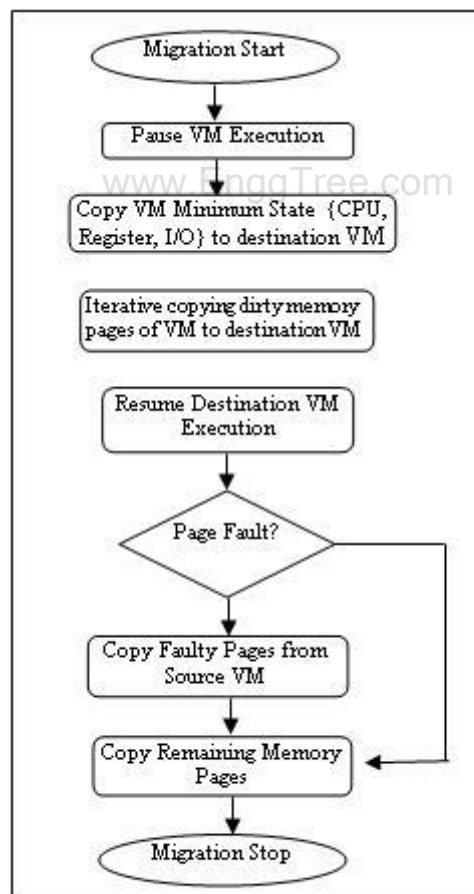 Migration Start
Pause VM Execution
www.EnggTree.com
Copy VM Minimum State {CPU,
Register, I/O} to destination VM
Iterative copying dirty memory
pages of VM to destination VM
Resume Destination VM
Execution
Page Fault?
Copy Faulty Pages from
Source VM
Copy Remaining Memory
Pages
Migration Stop